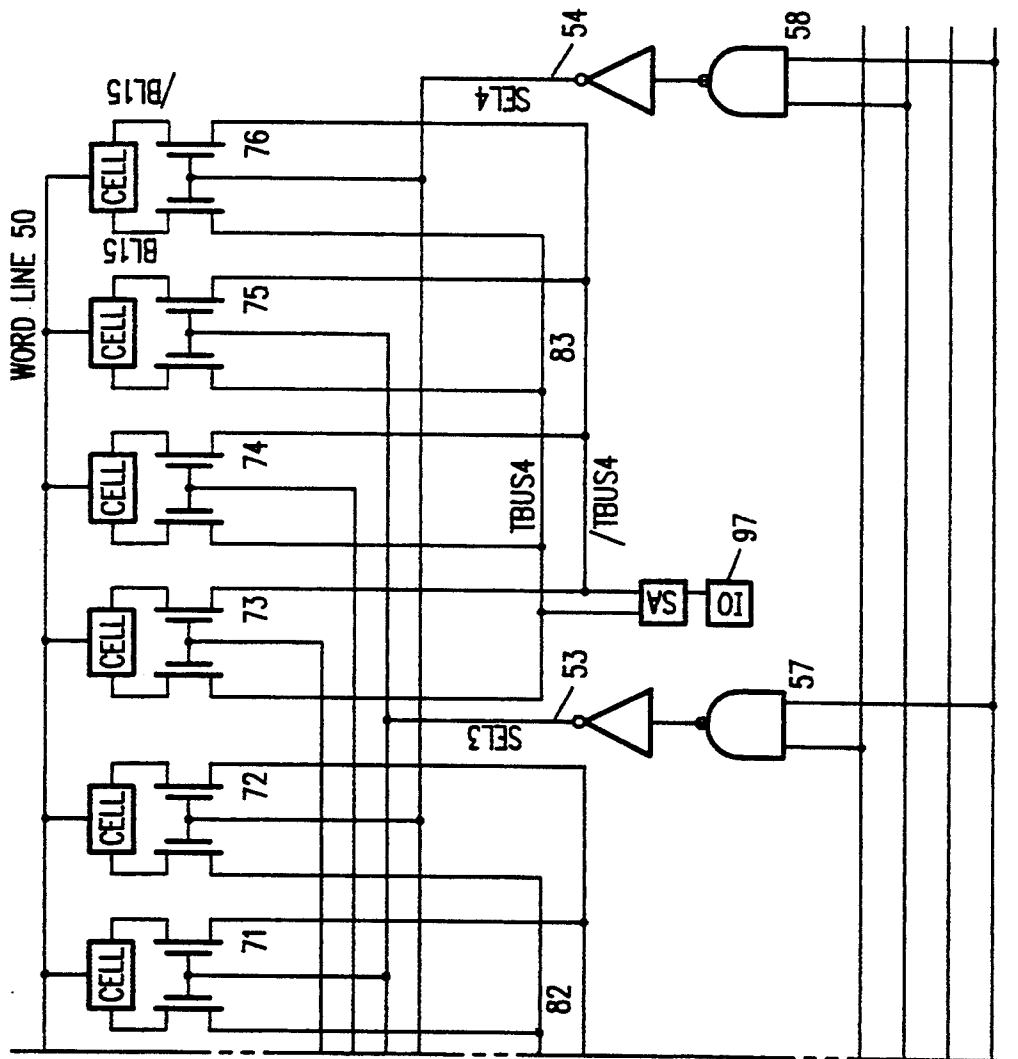 WORD LINE 50
/BL15
BL15
CELL
CELL
CELL
CELL
CELL
CELL
71
72
73
74
75
76
SEL4
54
58
TBUS4
/TBUS4
83
82
SA
IO
97
SEL3
53
57